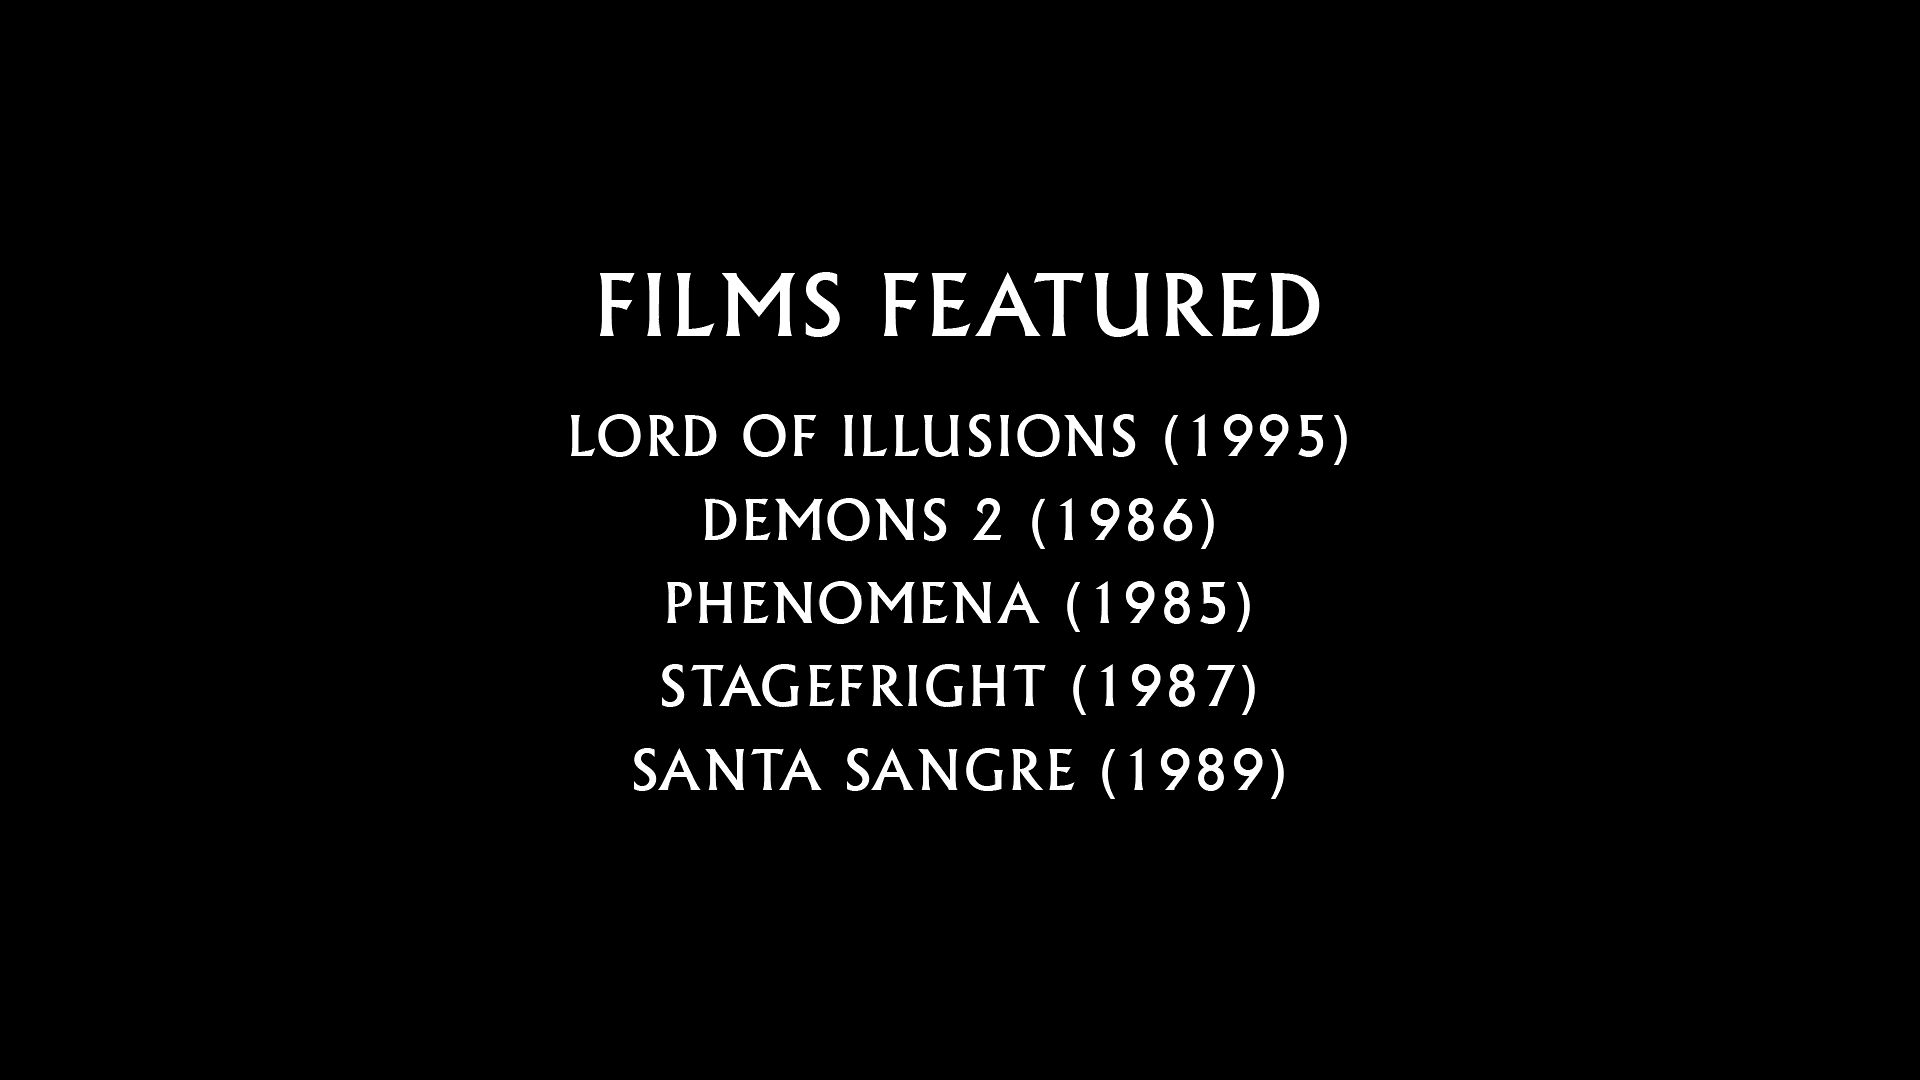 FILMS FEATURED
LORD OF ILLUSIONS (1995)
DEMONS 2 (1986)
PHENOMENA (1985)
STAGEFRIGHT (1987)
SANTA SANGRE (1989)